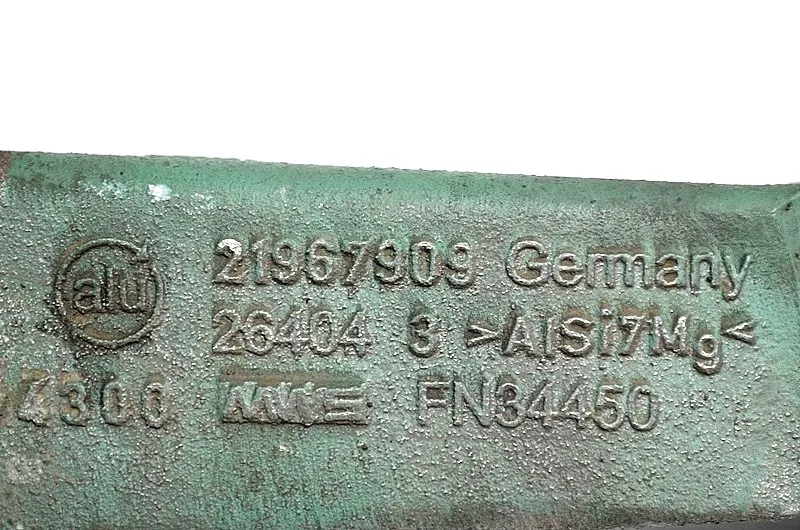 alu
21967909 Germany
26404 3 >AlSi7Mg<
4300 FN34450